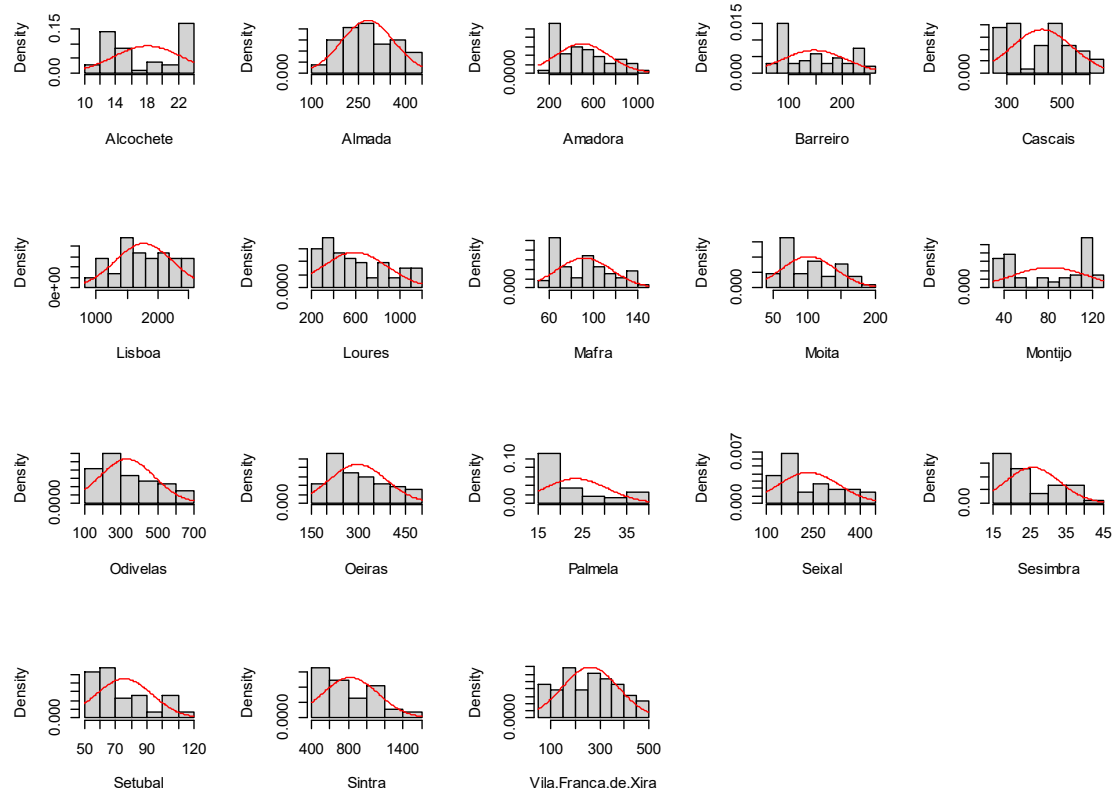 Density Density Density Density Density
0.000 0.15 0.000 0.0000 0.000 0.015 0.000
10 14 18 22 100 250 400 200 600 1000 100 200 300 500
Alcochete Almada Amadora Barreiro Cascais
Density Density Density Density Density
0e+00 0.0000 0.000 0.000 0.000
1000 2000 200 600 1000 60 100 140 50 100 200 40 80 120
Lisboa Loures Mafra Moita Montijo
Density Density Density Density Density
0.0000 0.000 0.00 0.10 0.000 0.007 0.00
100 300 500 700 150 300 15 25 35 100 200 400 15 25 35 45
Odivelas Oeiras Palmela Seixal Sesimbra
Density Density Density
0.000 0.0000 0.0000
50 70 90 120 400 800 1400 100 300 500
Setubal Sintra Vila.Franca.de.Xira